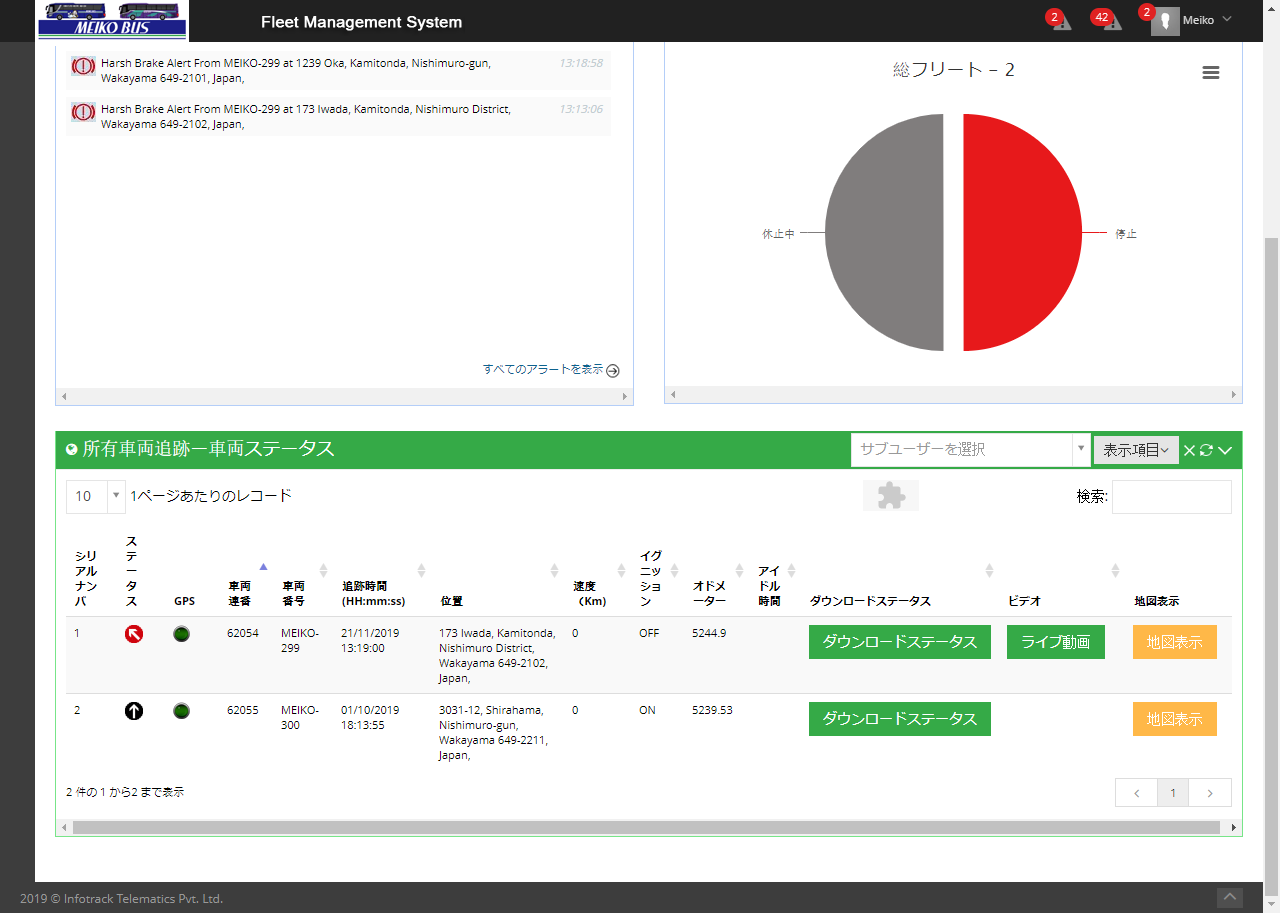 MEIKO BUS
Fleet Management System
2
42
2
Meiko
Harsh Brake Alert From MEIKO-299 at 1239 Oka, Kamitonda, Nishimuro-gun,
Wakayama 649-2101, Japan,
13:18:58
Harsh Brake Alert From MEIKO-299 at 173 Iwada, Kamitonda, Nishimuro District,
Wakayama 649-2102, Japan,
13:13:06
すべてのアラートを表示
総フリート – 2
休止中
停止
所有車両追跡ー車両ステータス
サブユーザーを選択
表示項目
10
1ページあたりのレコード
検索:
シリ
アルナン
バ
ス
テ
ー
タ
ス
GPS
車両
連番
車両
番号
追跡時間
(HH:mm:ss)
位置
速度
（Km)
イグ
ニッ
ショ
ン
オドメ
ーター
アイ
ドル
時間
ダウンロードステータス
ビデオ
地図表示
1
62054
MEIKO-
299
21/11/2019
13:19:00
173 Iwada, Kamitonda,
Nishimuro District,
Wakayama 649-2102,
Japan,
0
OFF
5244.9
ダウンロードステータス
ライブ動画
地図表示
2
62055
MEIKO-
300
01/10/2019
18:13:55
3031-12, Shirahama,
Nishimuro-gun,
Wakayama 649-2211,
Japan,
0
ON
5239.53
ダウンロードステータス
地図表示
2 件の 1 から2 まで表示
1
2019 © Infotrack Telematics Pvt. Ltd.